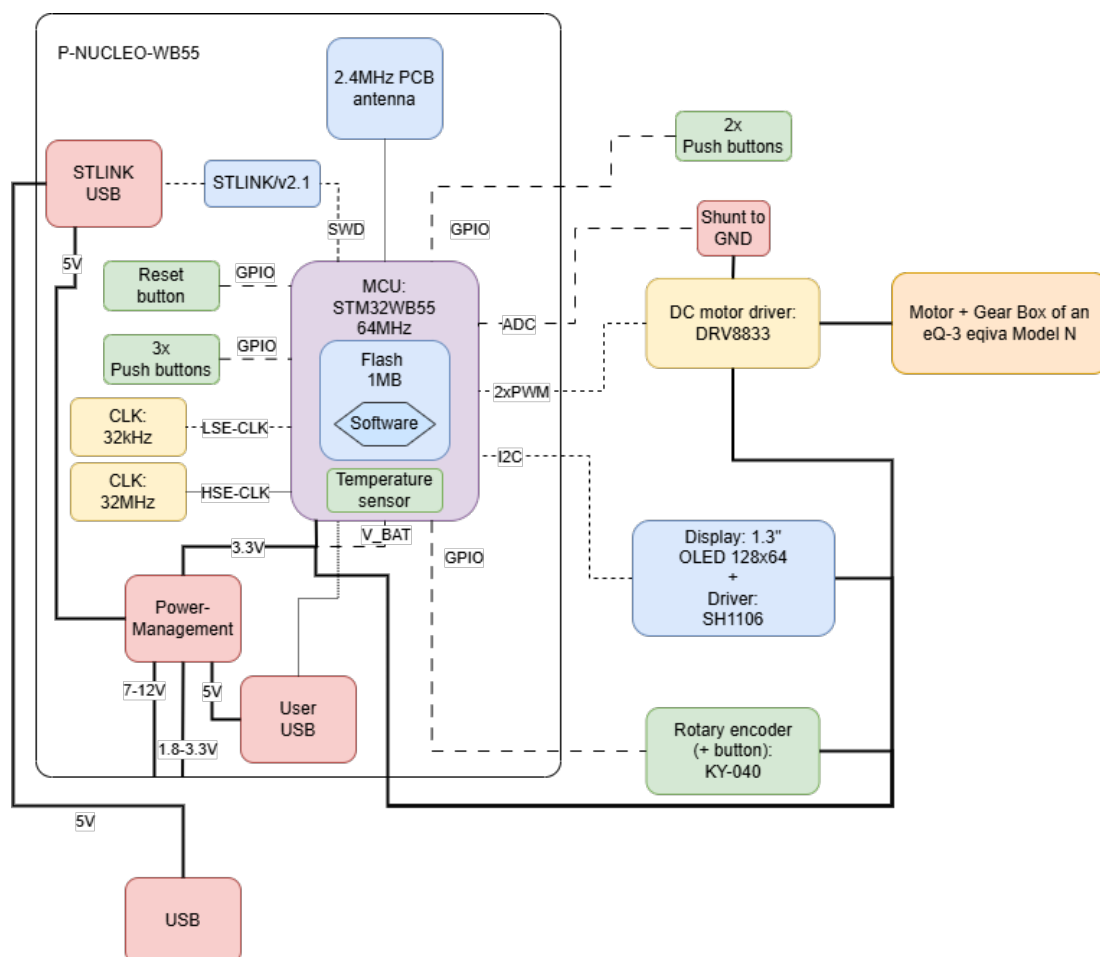 P-NUCLEO-WB55
2.4MHz PCB
antenna
2x
Push buttons
STLINK
USB
STLINK/v2.1
Shunt to
GND
SWD
GPIO
5V
Reset
button
GPIO
MCU:
STM32WB55
64MHz
ADC
DC motor driver:
DRV8833
Motor + Gear Box of an
eQ-3 eqiva Model N
3x
Push buttons
GPIO
Flash
1MB
2xPWM
Software
CLK:
32kHz
LSE-CLK
I2C
CLK:
32MHz
HSE-CLK
Temperature
sensor
V_BAT
3.3V
GPIO
Display: 1.3"
OLED 128x64
+
Driver:
SH1106
Power-
Management
7-12V
5V
1.8-3.3V
User
USB
Rotary encoder
(+ button):
KY-040
5V
USB